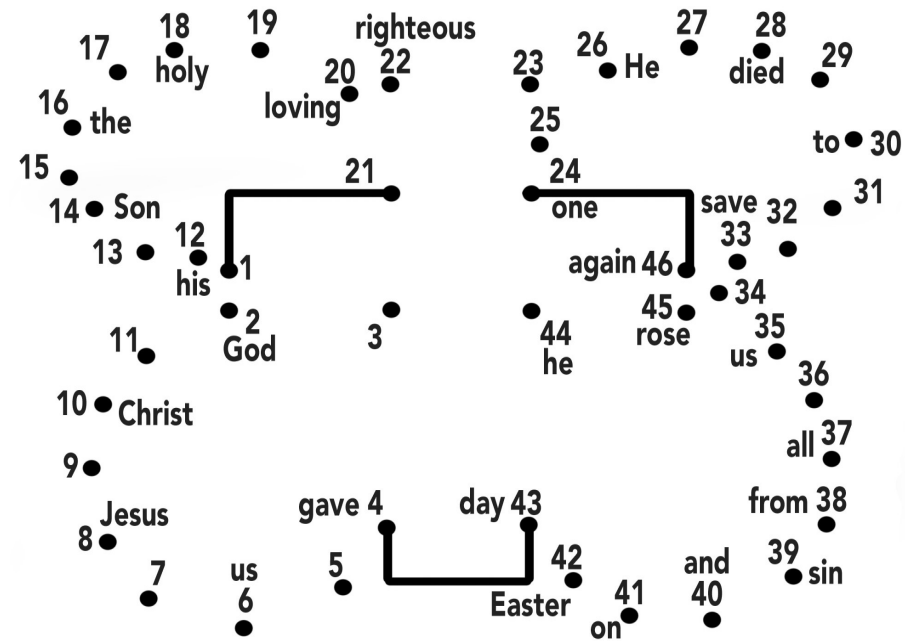 righteous
17 18 19 20 22 23 26 He 27 28 29
holy died
loving
16 the 25 to 30
15 21 24
14 Son one save 32 31
13 12 1 again 46 33
his 34
2 45
God 3 44 rose 35
11 he us
36
10 Christ
all 37
9
gave 4 day 43 from 38
Jesus
8 39 sin
7 us 5 42 and
6 Easter 41 40
on